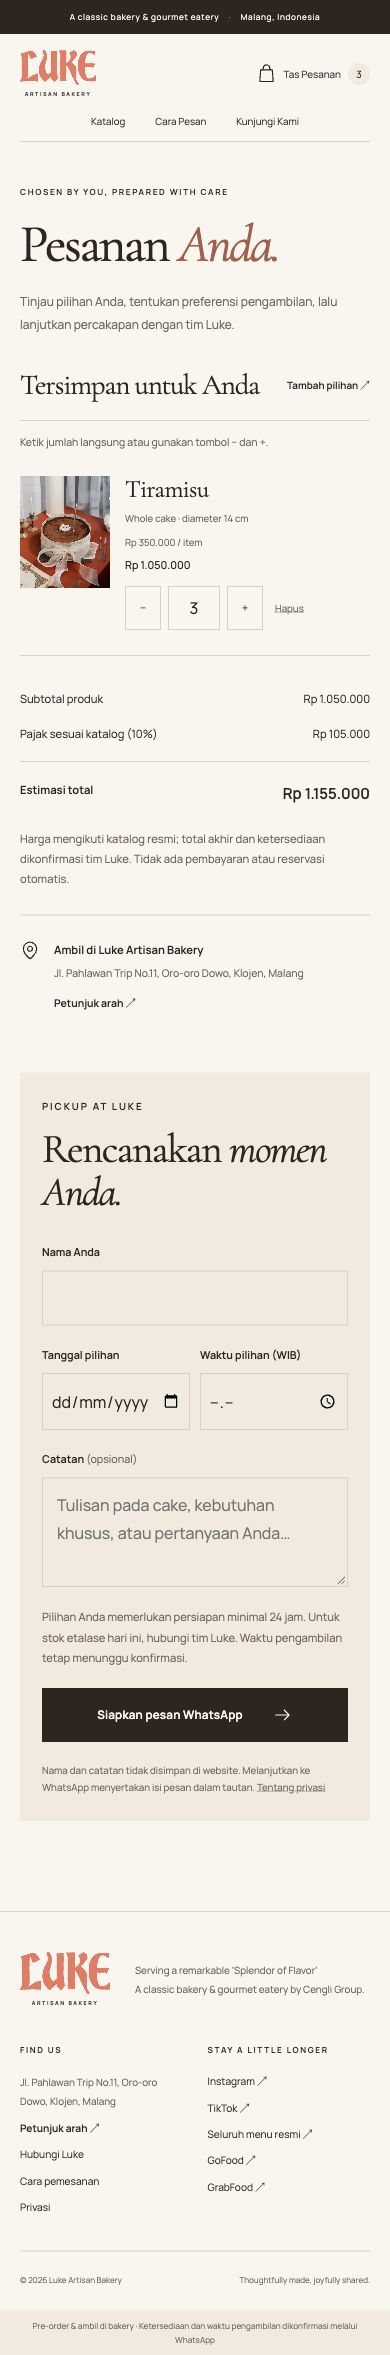 A classic bakery & gourmet eatery · Malang, Indonesia
LUKE
ARTISAN BAKERY
Tas Pesanan 3
Katalog Cara Pesan Kunjungi Kami
CHOSEN BY YOU, PREPARED WITH CARE
Pesanan Anda.
Tinjau pilihan Anda, tentukan preferensi pengambilan, lalu
lanjutkan percakapan dengan tim Luke.
Tersimpan untuk Anda
Tambah pilihan ↗
Ketik jumlah langsung atau gunakan tombol − dan +.
Tiramisu
Whole cake · diameter 14 cm
Rp 350.000 / item
Rp 1.050.000
− 3 + Hapus
Subtotal produk Rp 1.050.000
Pajak sesuai katalog (10%) Rp 105.000
Estimasi total Rp 1.155.000
Harga mengikuti katalog resmi; total akhir dan ketersediaan
dikonfirmasi tim Luke. Tidak ada pembayaran atau reservasi
otomatis.
Ambil di Luke Artisan Bakery
Jl. Pahlawan Trip No.11, Oro-oro Dowo, Klojen, Malang
Petunjuk arah ↗
PICKUP AT LUKE
Rencanakan momen
Anda.
Nama Anda
Tanggal pilihan Waktu pilihan (WIB)
dd/mm/yyyy –.–
Catatan (opsional)
Tulisan pada cake, kebutuhan
khusus, atau pertanyaan Anda…
Pilihan Anda memerlukan persiapan minimal 24 jam. Untuk
stok etalase hari ini, hubungi tim Luke. Waktu pengambilan
tetap menunggu konfirmasi.
Siapkan pesan WhatsApp →
Nama dan catatan tidak disimpan di website. Melanjutkan ke
WhatsApp menyertakan isi pesan dalam tautan. Tentang privasi
LUKE
ARTISAN BAKERY
Serving a remarkable 'Splendor of Flavor'
A classic bakery & gourmet eatery by Cengli Group.
FIND US
Jl. Pahlawan Trip No.11, Oro-oro
Dowo, Klojen, Malang
Petunjuk arah ↗
Hubungi Luke
Cara pemesanan
Privasi
STAY A LITTLE LONGER
Instagram ↗
TikTok ↗
Seluruh menu resmi ↗
GoFood ↗
GrabFood ↗
© 2026 Luke Artisan Bakery
Thoughtfully made, joyfully shared.
Pre-order & ambil di bakery · Ketersediaan dan waktu pengambilan dikonfirmasi melalui
WhatsApp